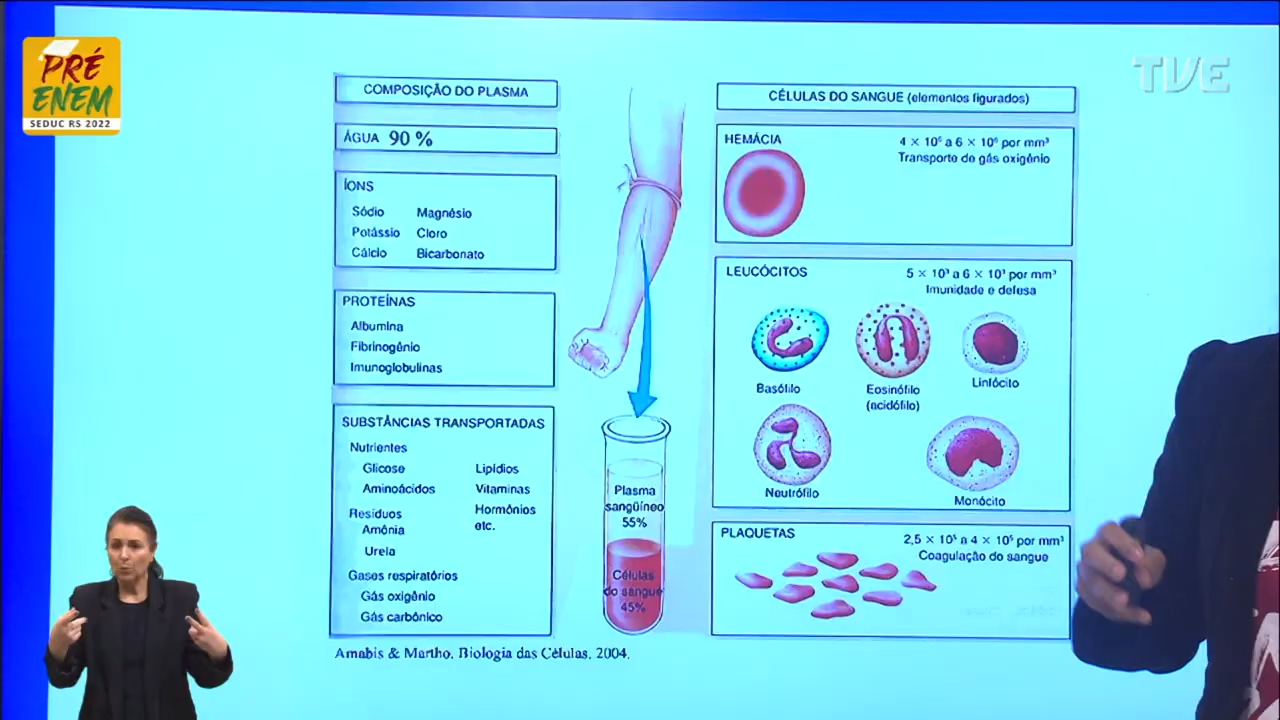 PRÉ
ENEM
SEDUC RS 2022
TVE
COMPOSIÇÃO DO PLASMA
ÁGUA 90 %
ÍONS
Sódio Magnésio
Potássio Cloro
Cálcio Bicarbonato
PROTEÍNAS
Albumina
Fibrinogênio
Imunoglobulinas
SUBSTÂNCIAS TRANSPORTADAS
Nutrientes
Glicose Lipídios
Aminoácidos Vitaminas
Resíduos Hormônios
Amônia etc.
Ureia
Gases respiratórios
Gás oxigênio
Gás carbônico
Plasma
sangüíneo
55%
Células
do sangue
45%
CÉLULAS DO SANGUE (elementos figurados)
HEMÁCIA 4 × 10⁶ a 6 × 10⁶ por mm³
Transporte de gás oxigênio
LEUCÓCITOS 5 × 10³ a 6 × 10³ por mm³
Imunidade e defesa
Basófilo Eosinófilo Linfócito
(acidófilo)
Neutrófilo Monócito
PLAQUETAS 2,5 × 10⁵ a 4 × 10⁵ por mm³
Coagulação do sangue
Amabis & Martho. Biologia das Células. 2004.